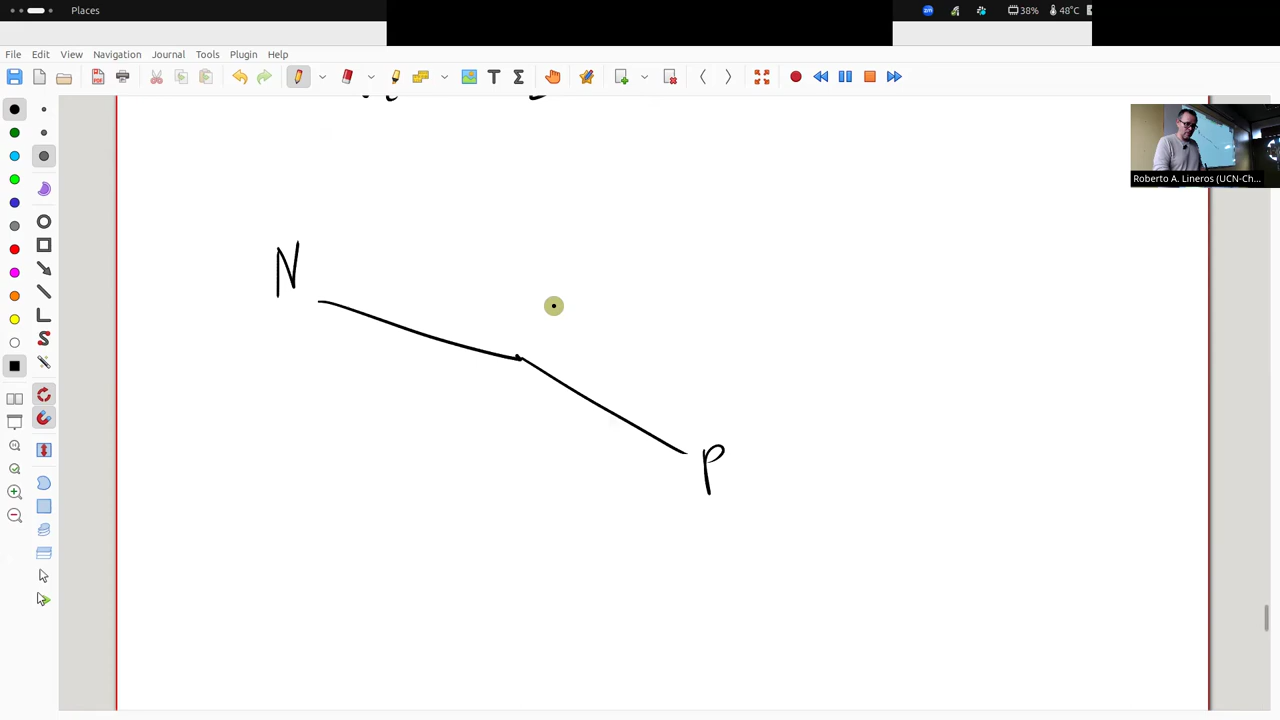 Places
38%
48°C
File Edit View Navigation Journal Tools Plugin Help
Roberto A. Lineros (UCN-Ch...
N
P